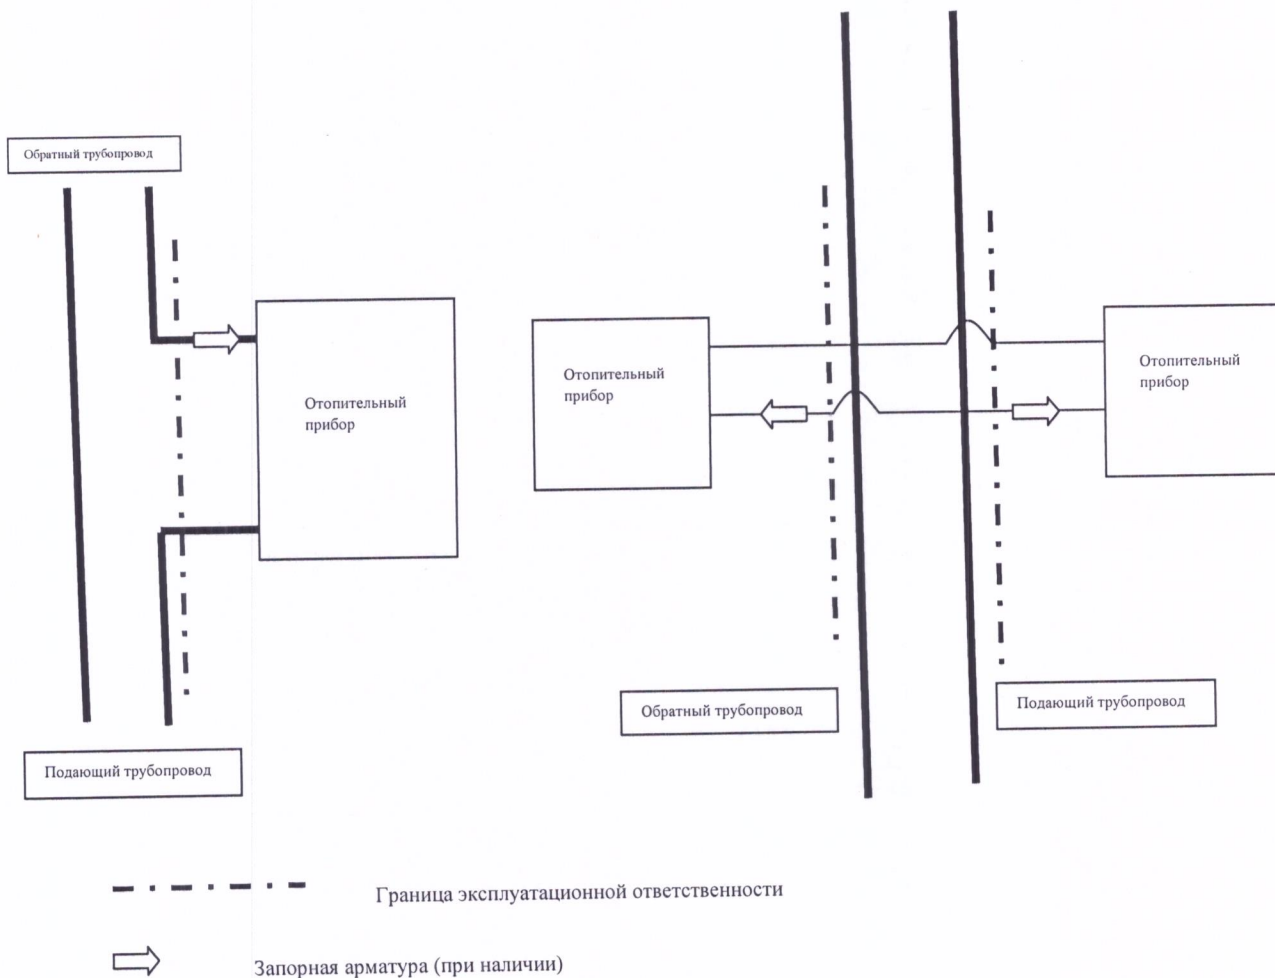 Обратный трубопровод
Отопительный
прибор
Подающий трубопровод
Отопительный
прибор
Отопительный
прибор
Обратный трубопровод
Подающий трубопровод
Граница эксплуатационной ответственности
Запорная арматура (при наличии)